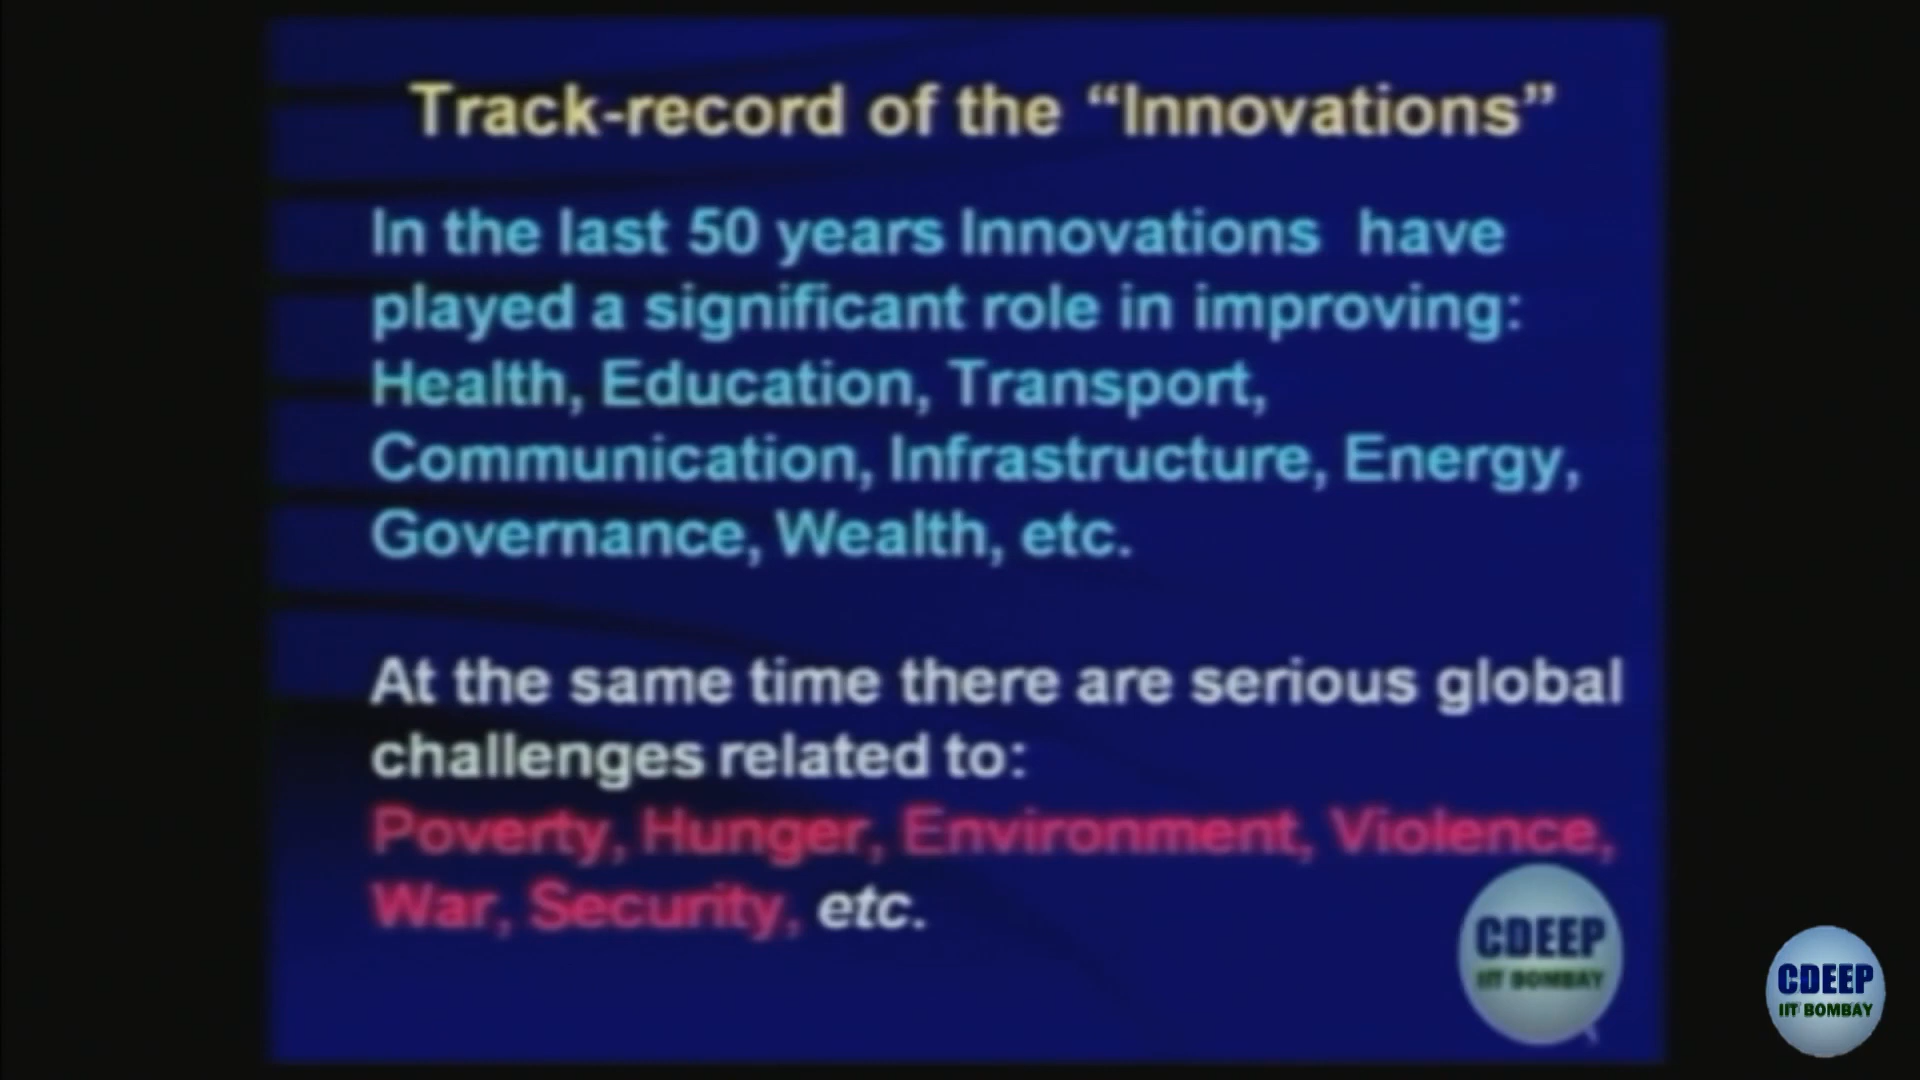 Track-record of the “Innovations”
In the last 50 years Innovations have
played a significant role in improving:
Health, Education, Transport,
Communication, Infrastructure, Energy,
Governance, Wealth, etc.
At the same time there are serious global
challenges related to:
Poverty, Hunger, Environment, Violence,
War, Security, etc.
CDEEP
IIT BOMBAY
CDEEP
IIT BOMBAY